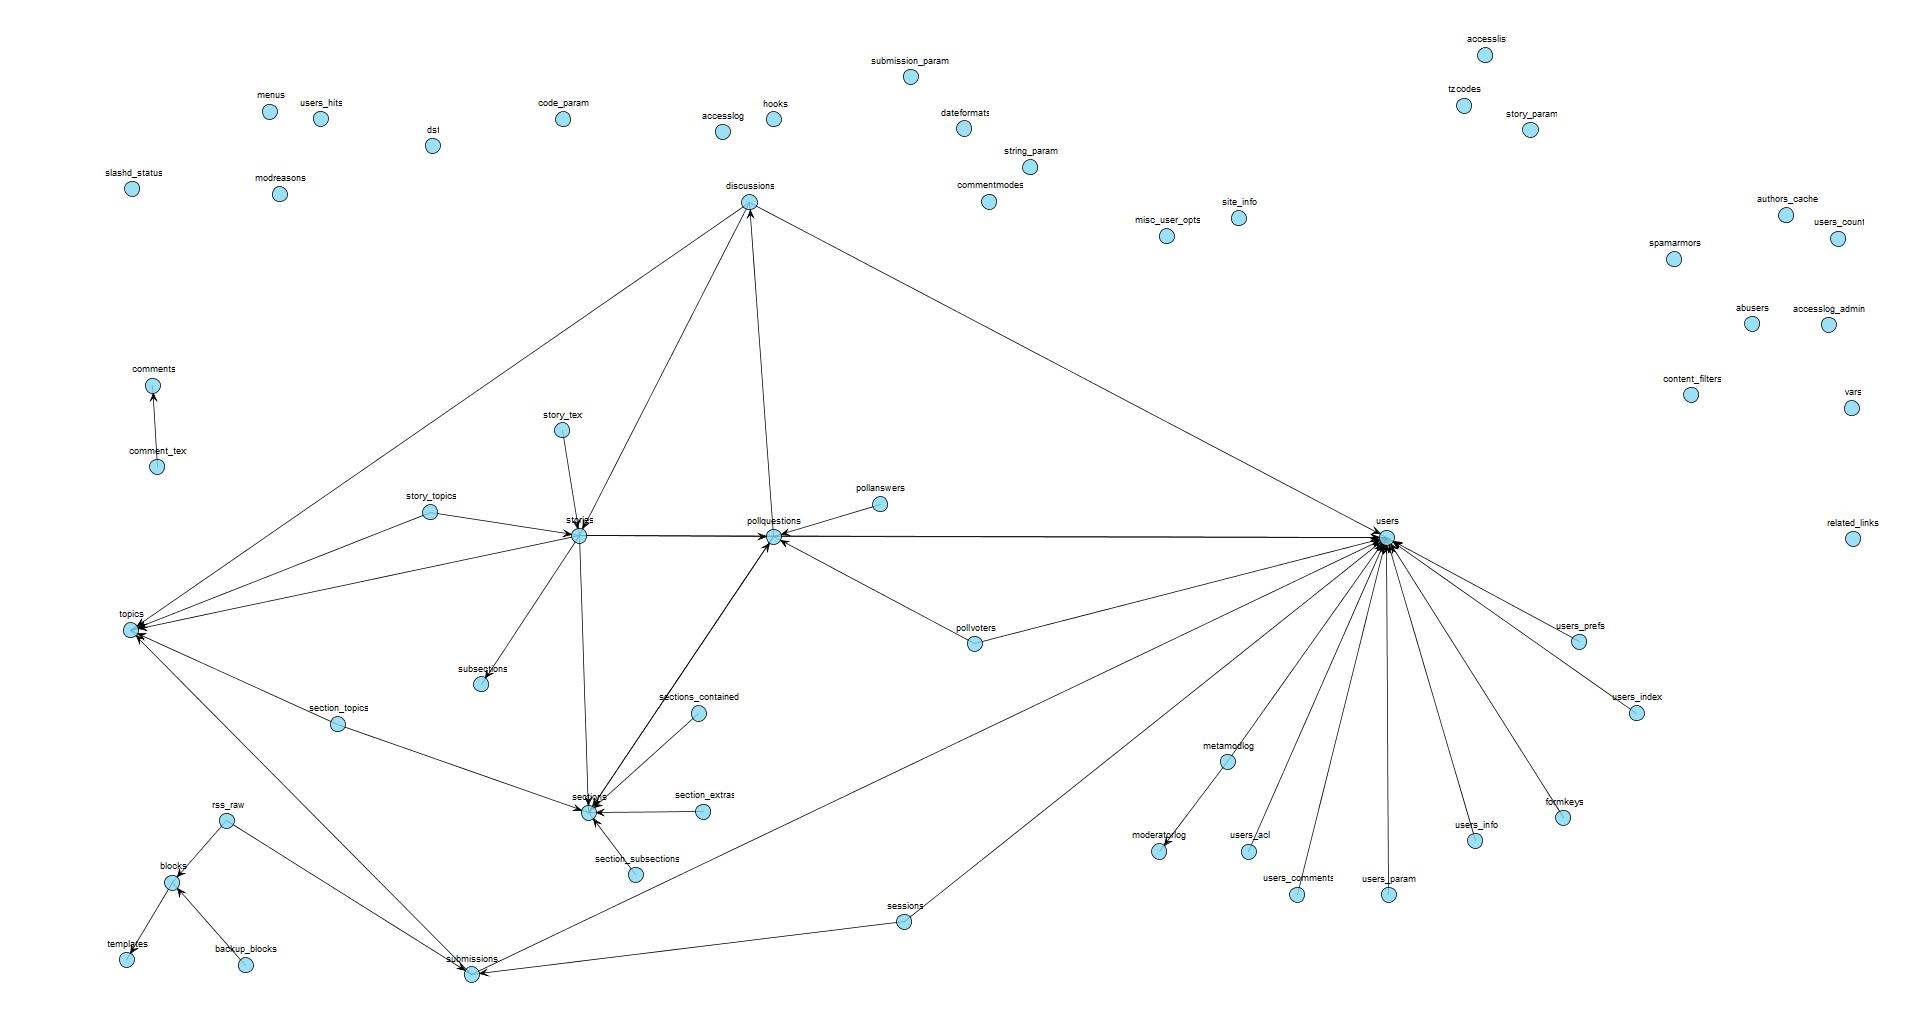 accesslis
submission_param
tzcodes
menus
users_hits
code_param
hooks
accesslog
dateformats
story_param
dst
string_param
slashd_status
modreasons
discussions
commentmodes
authors_cache
site_info
misc_user_opts
users_count
spamarmors
abusers
accesslog_admin
comments
content_filters
vars
story_tex
comment_tex
pollanswers
story_topics
stories
pollquestions
users
related_links
topics
pollvoters
users_prefs
subsections
sections_contained
users_index
section_topics
metamodlog
sections
section_extras
rss_raw
formkeys
users_info
moderatorlog
users_acl
section_subsections
blocks
users_comments
users_param
sessions
templates
backup_blocks
submissions